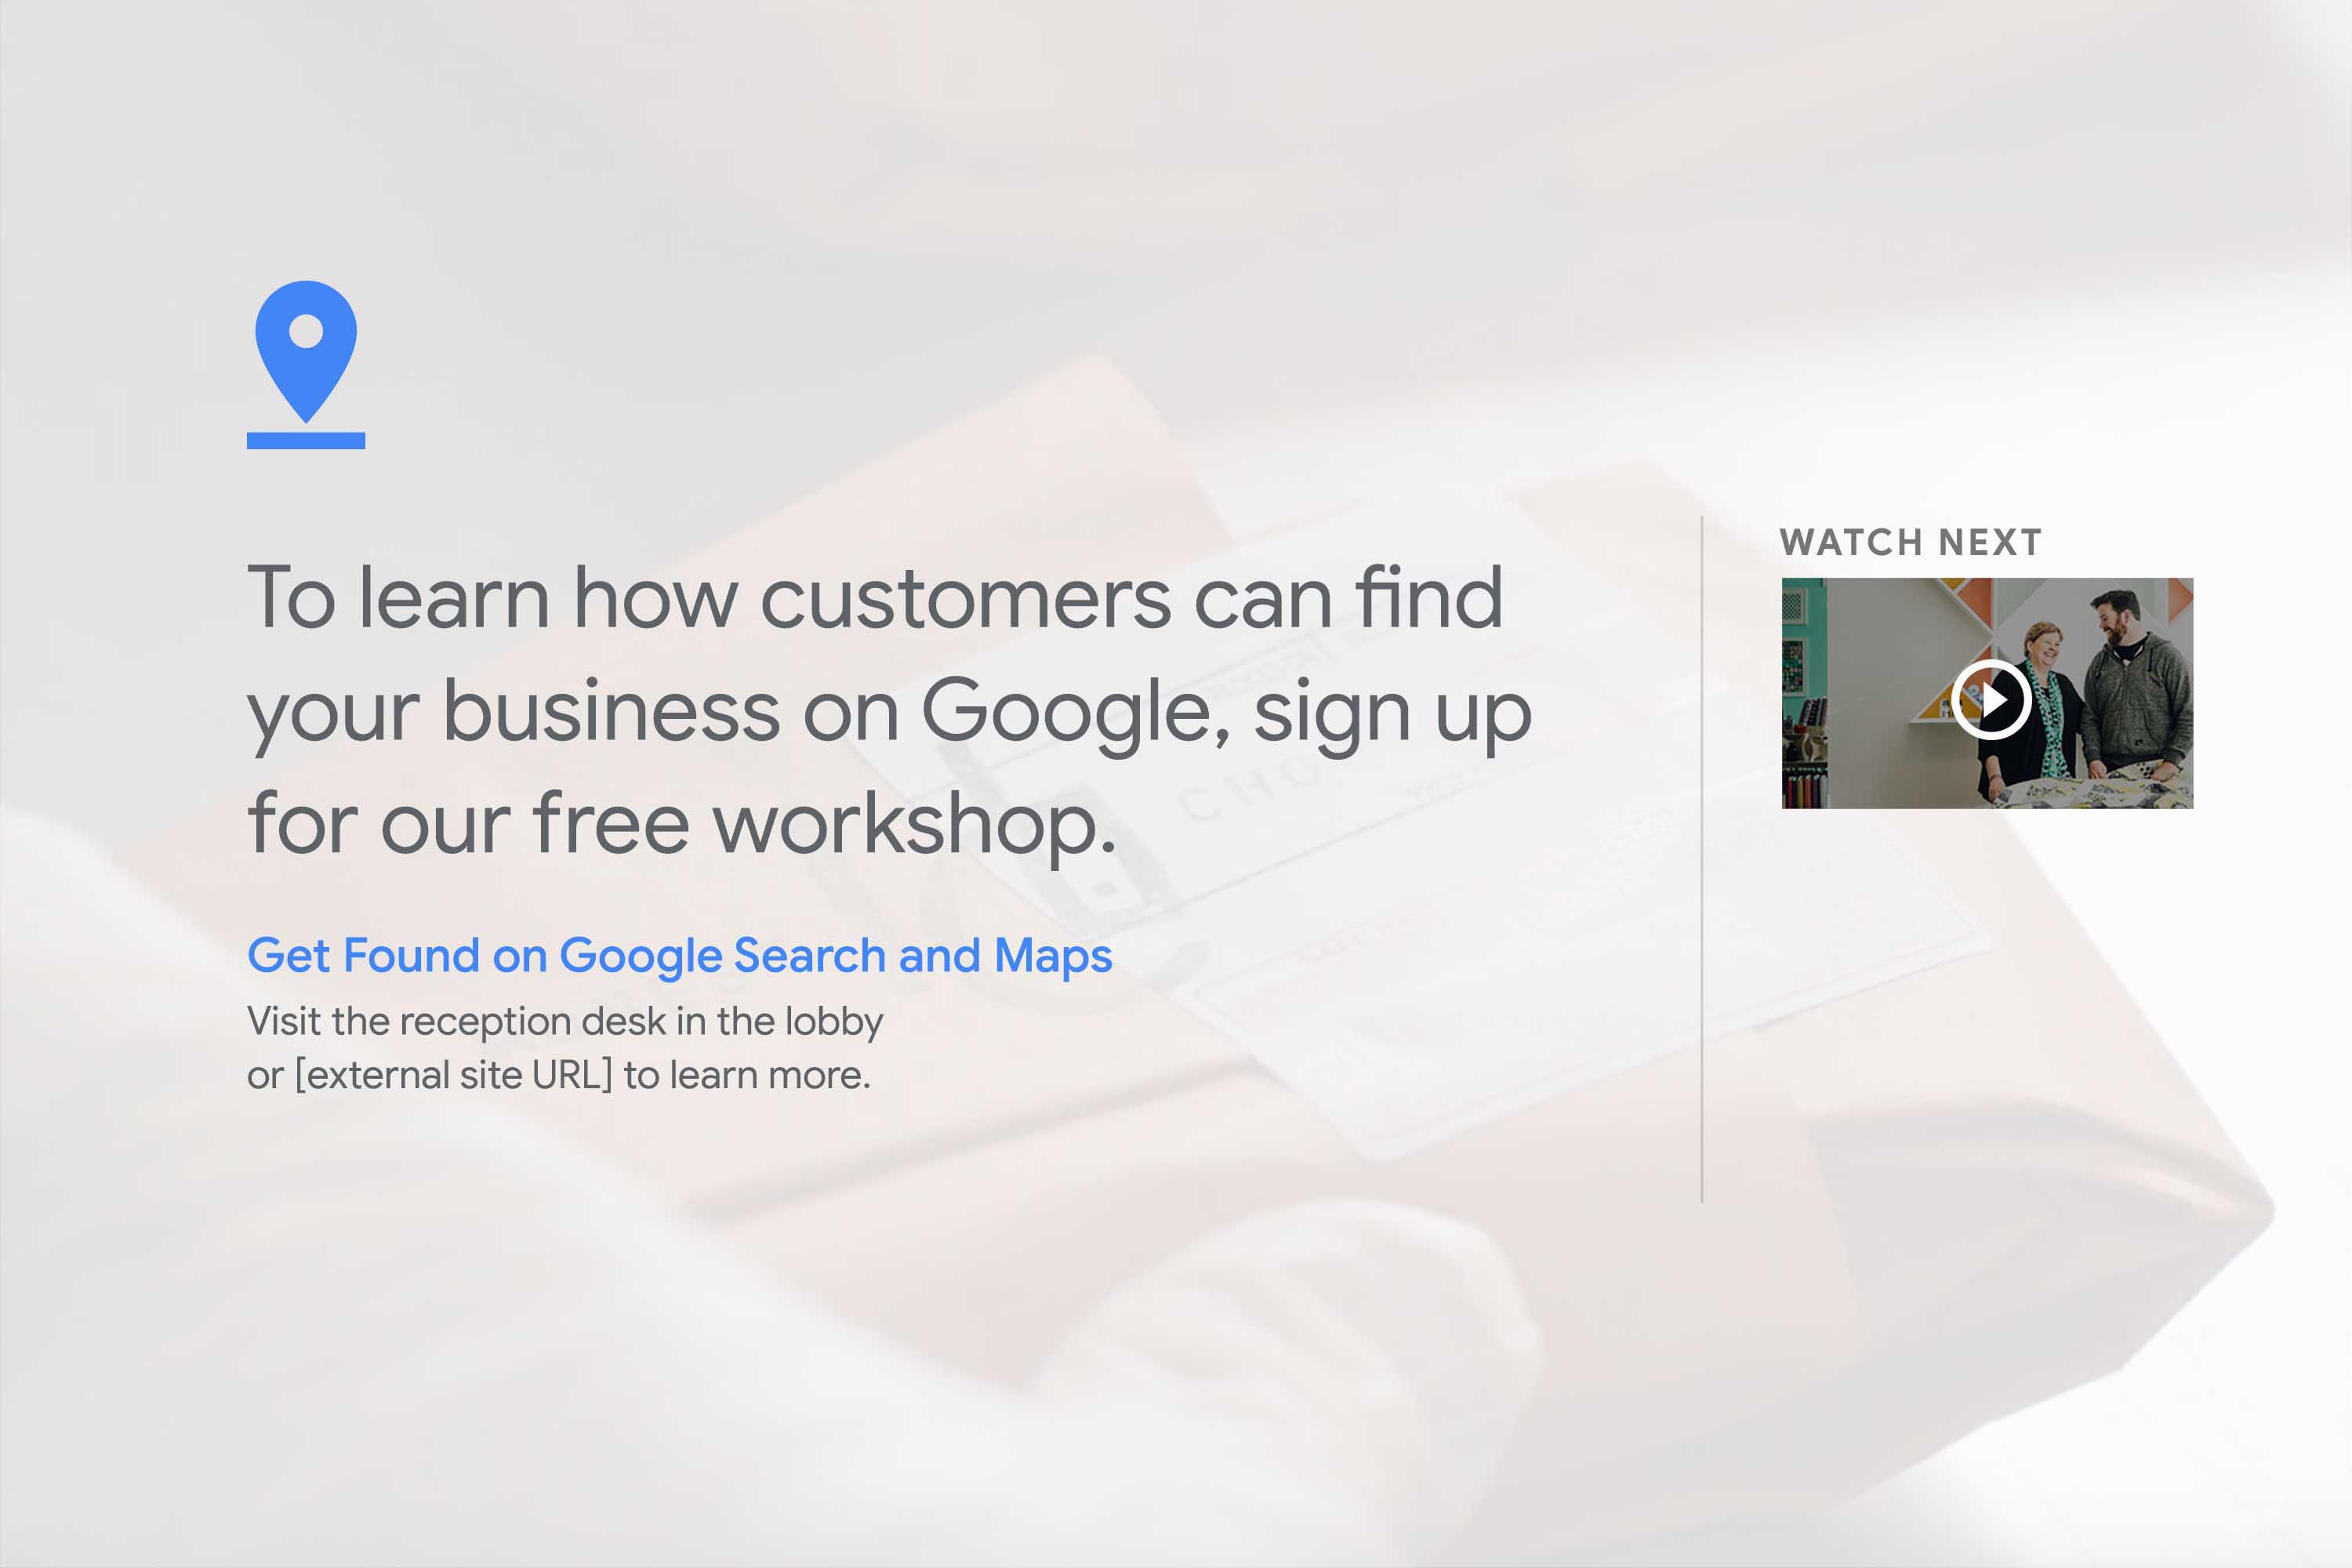 To learn how customers can find
your business on Google, sign up
for our free workshop.
Get Found on Google Search and Maps
Visit the reception desk in the lobby
or [external site URL] to learn more.
WATCH NEXT